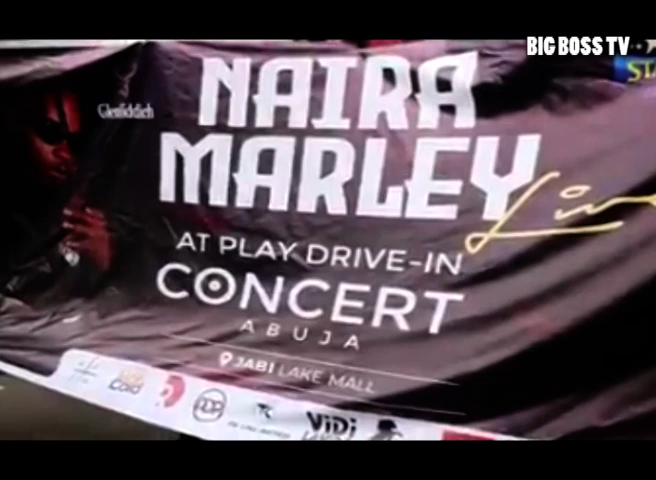 BIG BOSS TV
Glenfiddich
NAIRA
MARLEY
Live
AT PLAY DRIVE-IN
CONCERT
ABUJA
JABI LAKE MALL
ViDi